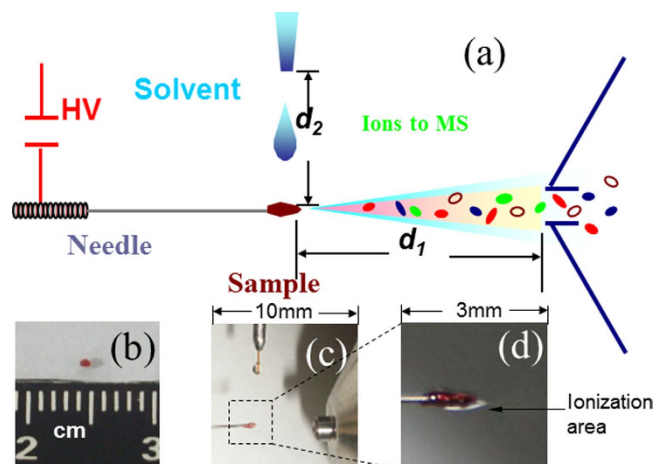 (a)
HV
Solvent
d2
Ions to MS
Needle
d1
Sample
10mm
3mm
(b)
(c)
(d)
cm
2 3
Ionization
area